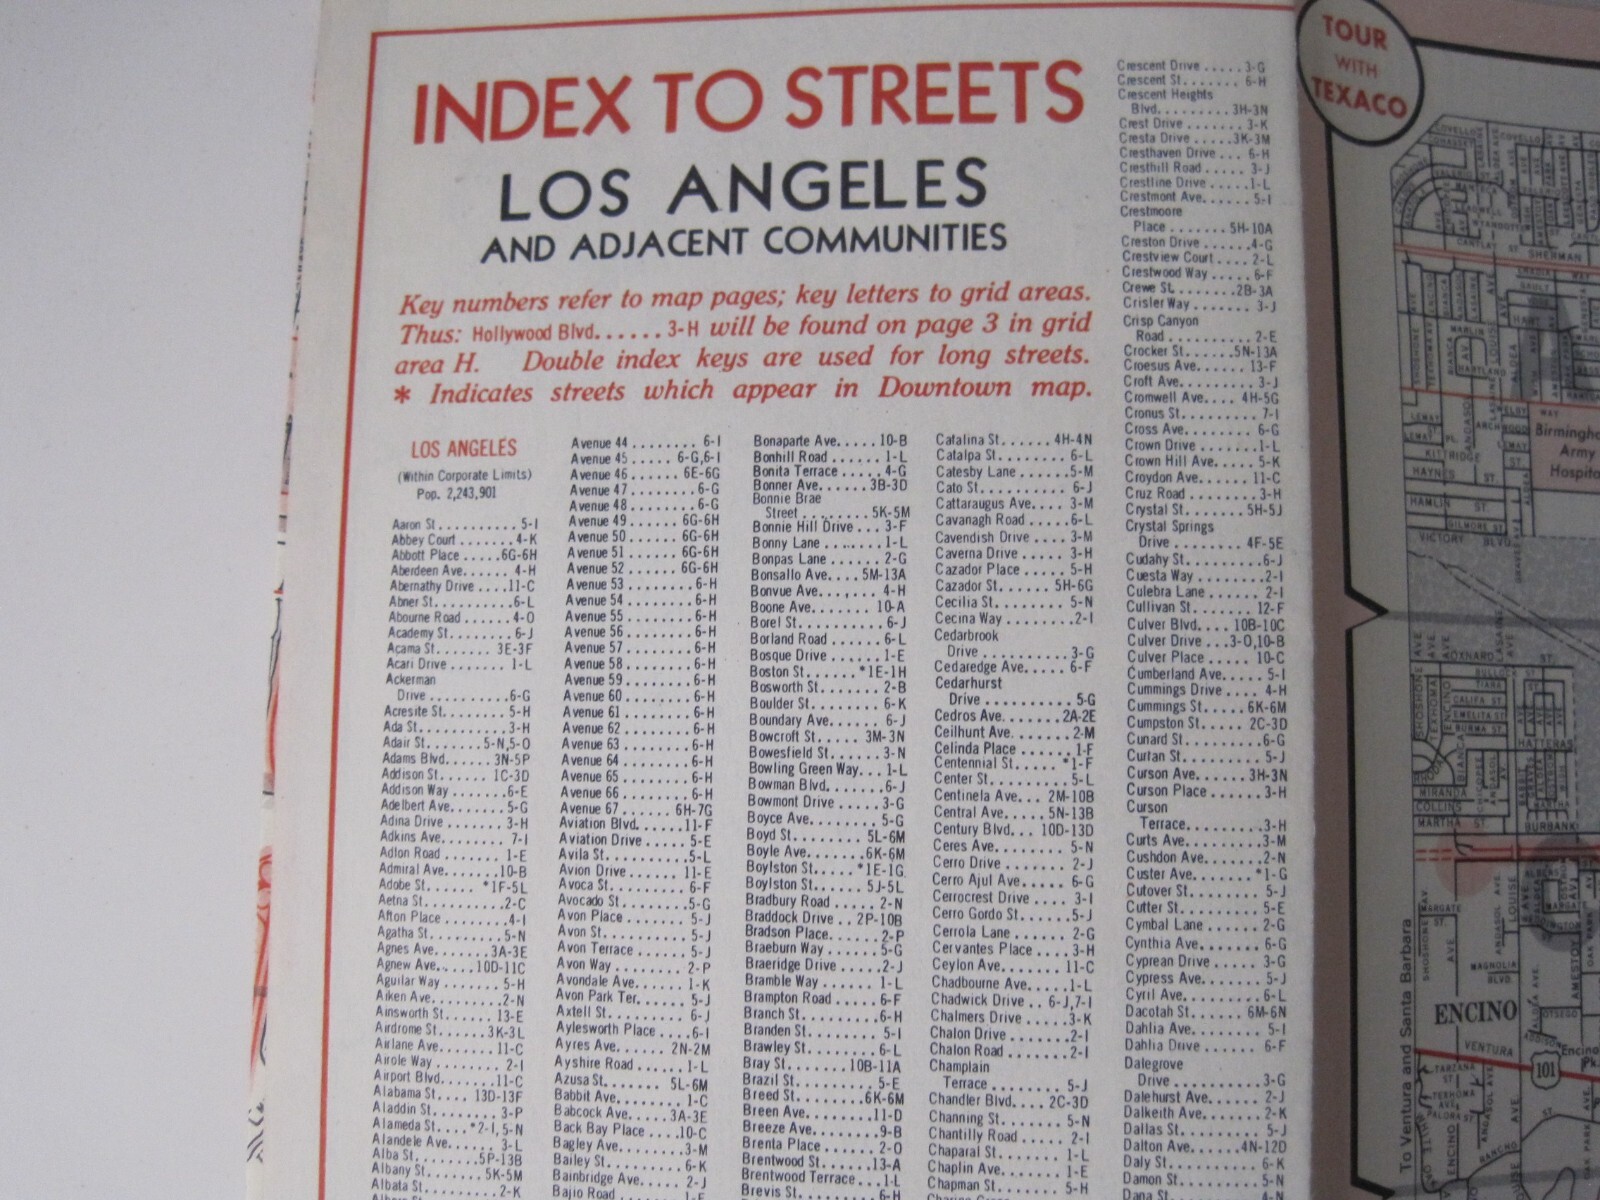 INDEX TO STREETS
LOS ANGELES
AND ADJACENT COMMUNITIES
Key numbers refer to map pages; key letters to grid areas.
Thus: Hollywood Blvd...... 3-H will be found on page 3 in grid
area H. Double index keys are used for long streets.
* Indicates streets which appear in Downtown map.
LOS ANGELES
(Within Corporate Limits)
Pop. 2,243,901
Aaron St.......... 5-I
Abbey Court ....... 4-K
Abbott Place ..... 6G-6H
Aberdeen Ave...... 4-H
Abernathy Drive ....11-C
Abner St..........6-L
Abourne Road ...... 4-O
Academy St........ 6-J
Acama St....... 3E-3F
Acari Drive ....... 1-L
Ackerman
Drive ..........6-G
Acresite St........ 5-H
Ada St........... 3-H
Adair St...... 5-N,5-O
Adams Blvd..... 3N-5P
Addison St...... 1C-3D
Addison Way ...... 6-E
Adelbert Ave....... 5-G
Adina Drive ....... 3-H
Adkins Ave........ 7-I
Adlon Road ....... 1-E
Admiral Ave.......10-B
Adobe St...... *1F-5L
Aetna St..........2-C
Afton Place ....... 4-I
Agatha St......... 5-N
Agnes Ave...... 3A-3E
Agnew Ave.....10D-11C
Aguilar Way ...... 5-H
Aiken Ave......... 2-N
Ainsworth St...... 13-E
Airdrome St..... 3K-3L
Airlane Ave....... 11-C
Airole Way ....... 2-I
Airport Blvd...... 11-C
Alabama St.... 13D-13F
Aladdin St........ 3-P
Alameda St....*2-I, 5-N
Alandele Ave....... 3-L
Alba St........5P-13B
Albany St....... 5K-5M
Albata St......... 2-K
Avenue 44 ........ 6-I
Avenue 45 ..... 6-G,6-I
Avenue 46 ...... 6E-6G
Avenue 47 ........ 6-G
Avenue 48 ........ 6-G
Avenue 49 ...... 6G-6H
Avenue 50 ...... 6G-6H
Avenue 51 ...... 6G-6H
Avenue 52 ...... 6G-6H
Avenue 53 ........ 6-H
Avenue 54 ........ 6-H
Avenue 55 ........ 6-H
Avenue 56 ........ 6-H
Avenue 57 ........ 6-H
Avenue 58 ........ 6-H
Avenue 59 ........ 6-H
Avenue 60 ........ 6-H
Avenue 61 ........ 6-H
Avenue 62 ........ 6-H
Avenue 63 ........ 6-H
Avenue 64 ........ 6-H
Avenue 65 ........ 6-H
Avenue 66 ........ 6-H
Avenue 67 ...... 6H-7G
Aviation Blvd......11-F
Aviation Drive ..... 5-E
Avila St..........5-L
Avion Drive ...... 11-E
Avoca St......... 6-F
Avocado St........5-G
Avon Place ....... 5-J
Avon St.......... 5-J
Avon Terrace ...... 5-J
Avon Way ........ 2-P
Avondale Ave...... 1-K
Avon Park Ter...... 5-J
Axtell St......... 6-J
Aylesworth Place ....6-I
Ayres Ave...... 2N-2M
Ayshire Road ...... 1-L
Azusa St....... 5L-6M
Babbit Ave........ 1-C
Babcock Ave.....3A-3E
Back Bay Place ....10-C
Bagley Ave........3-M
Bailey St......... 6-K
Bainbridge Ave..... 2-J
Bajio Road ....... 1-F
Bonaparte Ave..... 10-B
Bonhill Road ...... 1-L
Bonita Terrace .....4-G
Bonner Ave......3B-3D
Bonnie Brae
Street ........5K-5M
Bonnie Hill Drive ... 3-F
Bonny Lane ....... 1-L
Bonpas Lane ...... 2-G
Bonsallo Ave.... 5M-13A
Bonvue Ave....... 4-H
Boone Ave....... 10-A
Borel St.......... 6-J
Borland Road ..... 6-L
Bosque Drive ..... 1-E
Boston St...... *1E-1H
Bosworth St....... 2-B
Boulder St........ 6-K
Boundary Ave...... 6-J
Bowcroft St..... 3M-3N
Bowesfield St...... 3-N
Bowling Green Way... 1-L
Bowman Blvd...... 6-J
Bowmont Drive .... 3-G
Boyce Ave........ 5-G
Boyd St........ 5L-6M
Boyle Ave.......6K-6M
Boylston St.....*1E-1G
Boylston St..... 5J-5L
Bradbury Road .... 2-N
Braddock Drive .. 2P-10B
Bradson Place......2-P
Braeburn Way ..... 5-G
Braeridge Drive .....2-J
Bramble Way ..... 1-L
Brampton Road .... 6-F
Branch St........ 6-H
Branden St....... 5-I
Brawley St....... 6-L
Bray St...... 10B-11A
Brazil St......... 5-E
Breed St.......6K-6M
Breen Ave.......11-D
Breeze Ave....... 9-B
Brenta Place ...... 2-O
Brentwood St.....13-A
Brentwood Terrace...1-L
Brevis St......... 6-H
Catalina St...... 4H-4N
Catalpa St........ 6-L
Catesby Lane ..... 5-M
Cato St.......... 6-J
Cattaraugus Ave.... 3-M
Cavanagh Road .... 6-L
Cavendish Drive ... 3-M
Caverna Drive ..... 3-H
Cazador Place ..... 5-H
Cazador St..... 5H-6G
Cecilia St........ 5-N
Cecina Way ....... 2-I
Cedarbrook
Drive .......... 3-G
Cedaredge Ave..... 6-F
Cedarhurst
Drive .......... 5-G
Cedros Ave..... 2A-2E
Ceilhunt Ave...... 2-M
Celinda Place ..... 1-F
Centennial St.....*1-F
Center St........ 5-L
Centinela Ave... 2M-10B
Central Ave.... 5N-13B
Century Blvd... 10D-13D
Ceres Ave........ 5-N
Cerro Drive ...... 2-J
Cerro Ajul Ave..... 6-G
Cerrocrest Drive ... 3-I
Cerro Gordo St.....5-J
Cerrola Lane ..... 2-G
Cervantes Place ... 3-H
Ceylon Ave...... 11-C
Chadbourne Ave....1-L
Chadwick Drive .. 6-J,7-I
Chalmers Drive .... 3-K
Chalon Drive ......2-I
Chalon Road ...... 2-I
Champlain
Terrace ........ 5-J
Chandler Blvd.... 2C-3D
Channing St...... 5-N
Chantilly Road .... 2-I
Chaparal St....... 1-L
Chaplin Ave....... 1-E
Chapman St...... 5-H
Crescent Drive ..... 3-G
Crescent St....... 6-H
Crescent Heights
Blvd......... 3H-3N
Crest Drive ....... 3-K
Cresta Drive .....3K-3M
Cresthaven Drive ... 6-H
Cresthill Road ..... 3-J
Crestline Drive .....1-L
Crestmont Ave..... 5-I
Crestmoore
Place ....... 5H-10A
Creston Drive .....4-G
Crestview Court .... 2-L
Crestwood Way .... 6-F
Crewe St........2B-3A
Crisler Way ....... 3-J
Crisp Canyon
Road .......... 2-E
Crocker St......5N-13A
Croesus Ave...... 13-F
Croft Ave......... 3-J
Cromwell Ave.... 4H-5G
Cronus St......... 7-I
Cross Ave......... 6-G
Crown Drive ...... 1-L
Crown Hill Ave..... 5-K
Croydon Ave...... 11-C
Cruz Road ....... 3-H
Crystal St...... 5H-5J
Crystal Springs
Drive ....... 4F-5E
Cudahy St........ 6-J
Cuesta Way ....... 2-I
Culebra Lane ..... 2-I
Cullivan St...... 12-F
Culver Blvd.... 10B-10C
Culver Drive ...3-O,10-B
Culver Place ..... 10-C
Cumberland Ave.... 5-I
Cummings Drive .... 4-H
Cummings St.... 6K-6M
Cumpston St.... 2C-3D
Cunard St........ 6-G
Curlan St........ 5-J
Curson Ave..... 3H-3N
Curson Place ..... 3-H
Curson
Terrace........ 3-H
Curts Ave........ 3-M
Cushdon Ave...... 2-N
Custer Ave.......*1-G
Cutover St....... 5-J
Cutter St........ 5-E
Cymbal Lane ..... 2-G
Cynthia Ave...... 6-G
Cyprean Drive .... 3-G
Cypress Ave...... 5-J
Cyril Ave........ 6-L
Dacotah St..... 6M-6N
Dahlia Ave....... 5-I
Dahlia Drive ..... 6-F
Dalegrove
Drive ......... 3-G
Dalehurst Ave..... 2-J
Dalkeith Ave...... 2-K
Dallas St........ 5-J
Dalton Ave..... 4N-12D
Daly St......... 6-K
Damon St....... 5-N
Dana St........ 4-N
TOUR
WITH
TEXACO
SHERMAN
WAY
Birmingham
Army
Hospital
KITTRIDGE
HAYNES ST.
HAMLIN ST.
GILMORE ST.
VICTORY BLVD.
OXNARD ST.
HATTERAS
MIRANDA
COLLINS
MARTHA ST.
BURBANK
MAGNOLIA
BLVD.
ENCINO
VENTURA
101
To Ventura and Santa Barbara